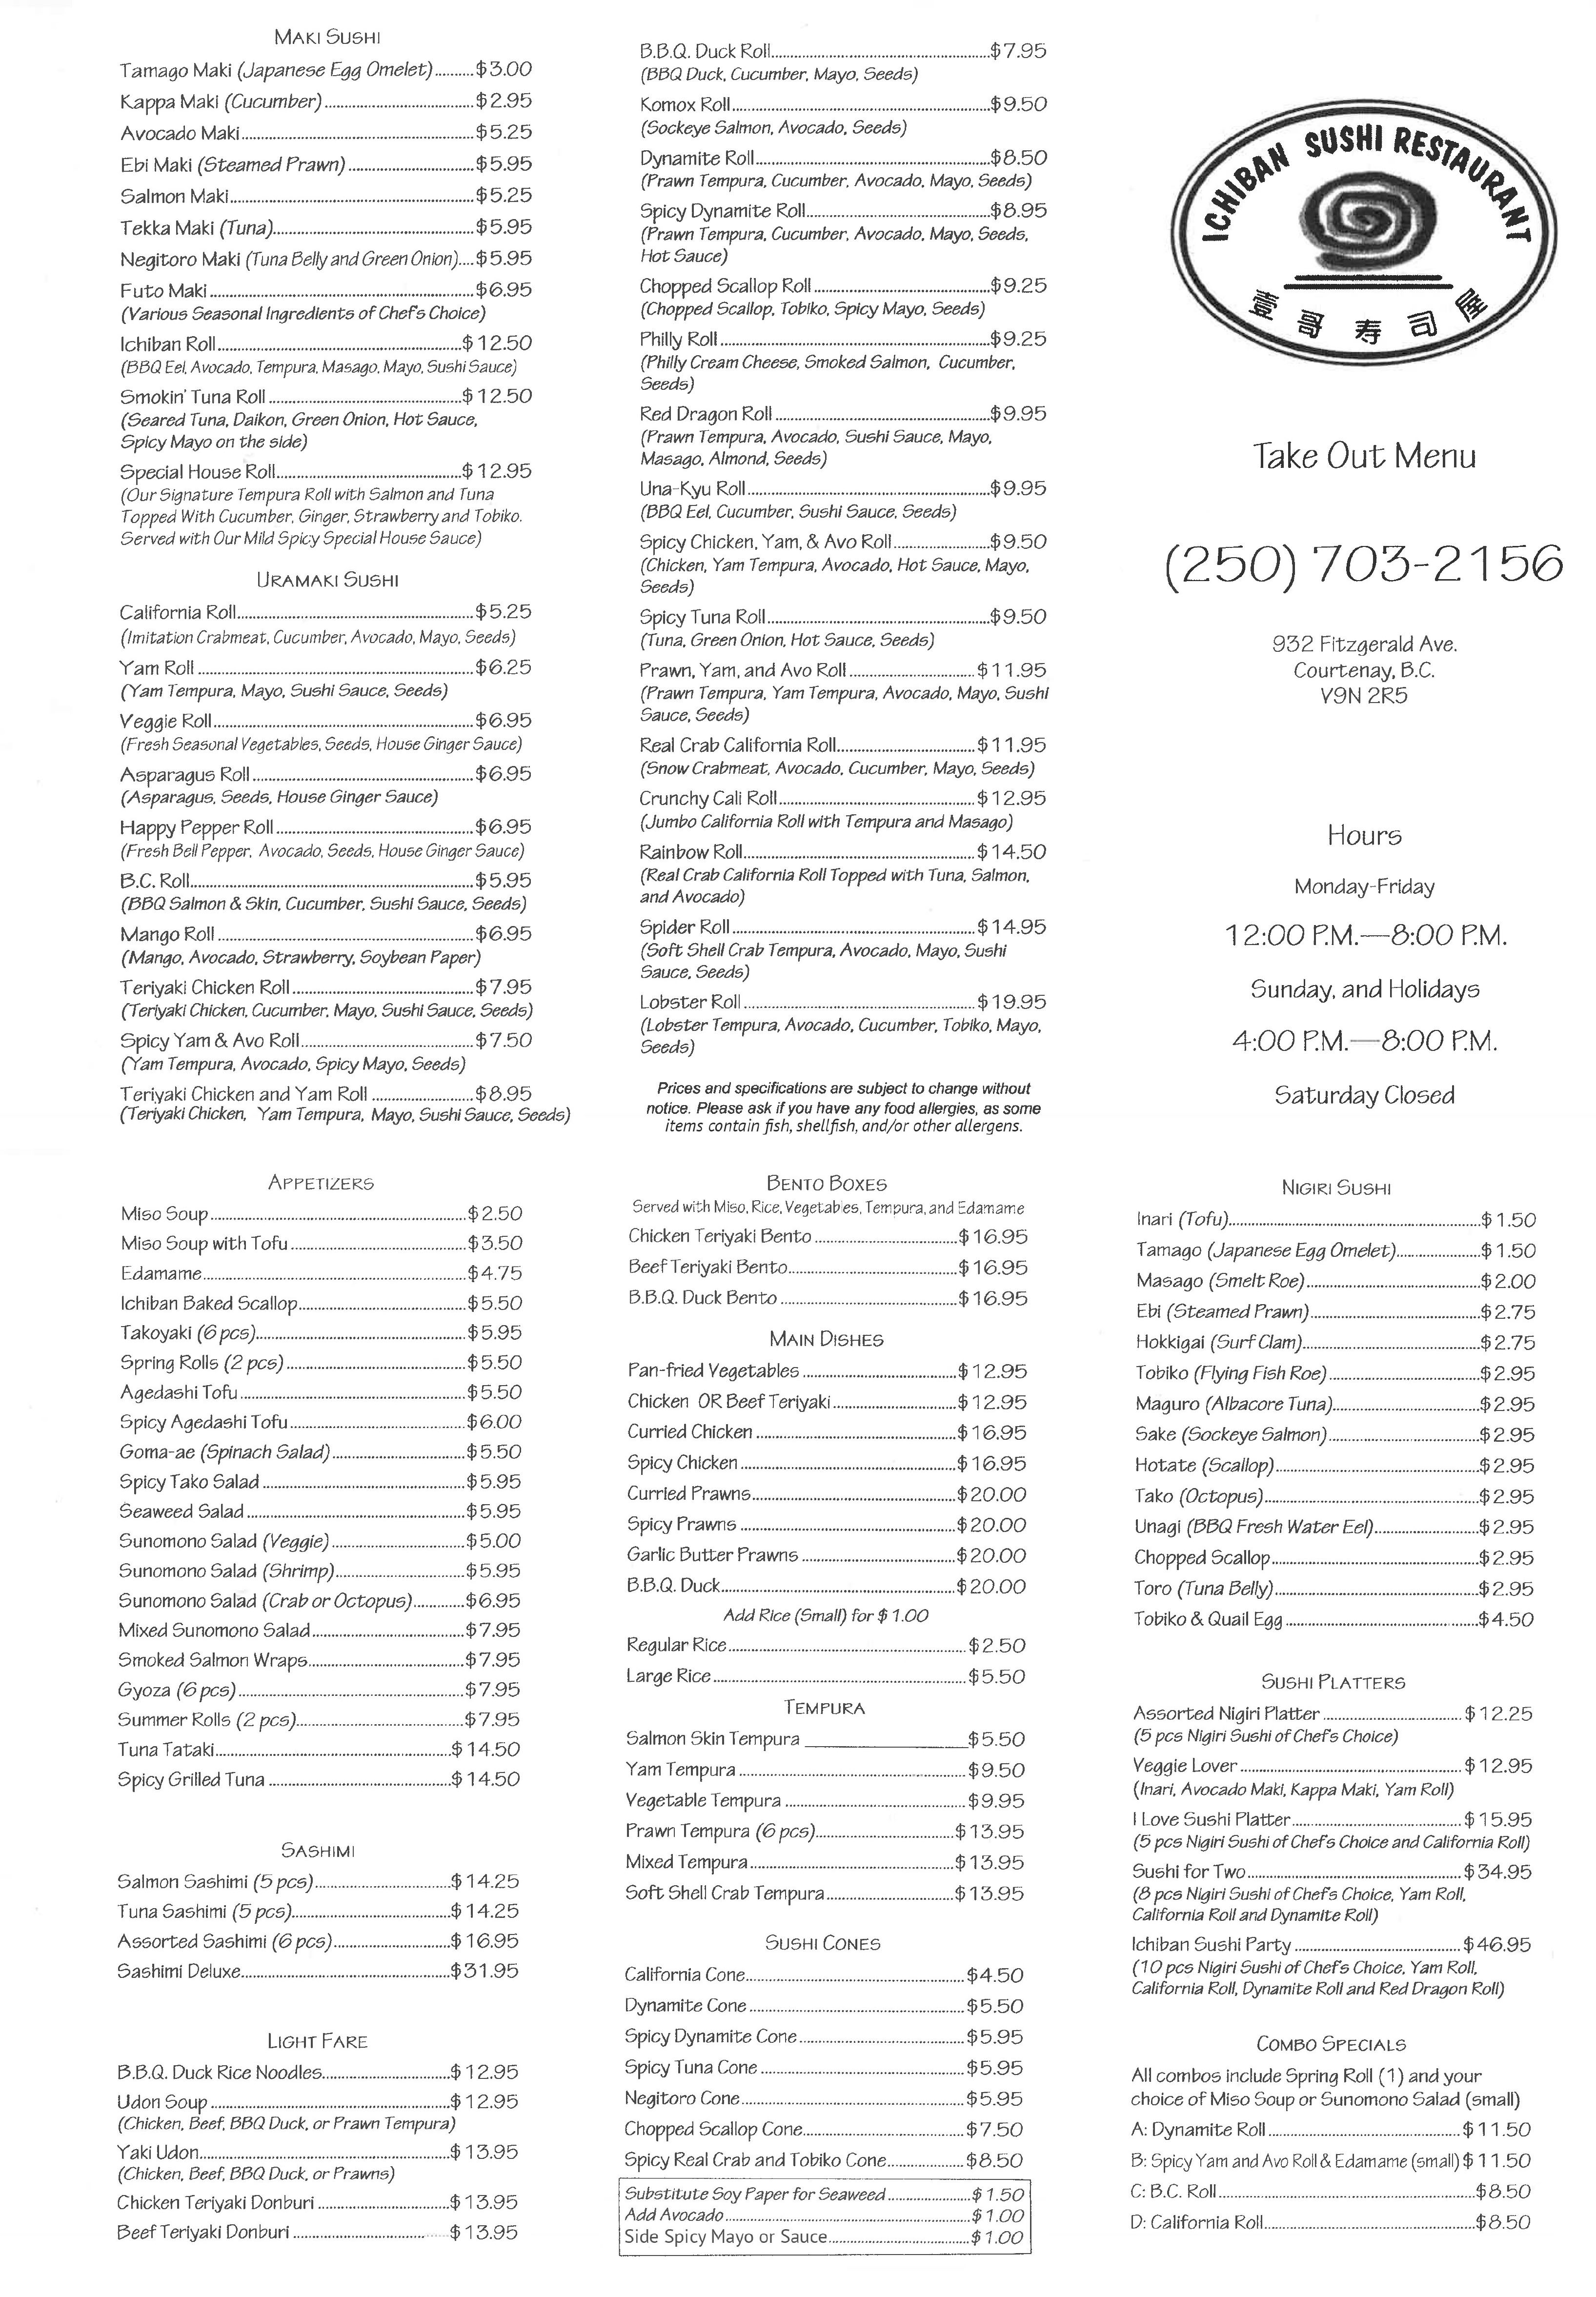 MAKI SUSHI
Tamago Maki (Japanese Egg Omelet).........$3.00
Kappa Maki (Cucumber)....................$2.95
Avocado Maki....................$5.25
Ebi Maki (Steamed Prawn)....................$5.95
Salmon Maki....................$5.25
Tekka Maki (Tuna)....................$5.95
Negitoro Maki (Tuna Belly and Green Onion)....$5.95
Futo Maki....................$6.95
(Various Seasonal Ingredients of Chef's Choice)
Ichiban Roll....................$12.50
(BBQ Eel, Avocado, Tempura, Masago, Mayo, Sushi Sauce)
Smokin' Tuna Roll....................$12.50
(Seared Tuna, Daikon, Green Onion, Hot Sauce,
Spicy Mayo on the side)
Special House Roll....................$12.95
(Our Signature Tempura Roll with Salmon and Tuna
Topped With Cucumber, Ginger, Strawberry and Tobiko.
Served with Our Mild Spicy Special House Sauce)
URAMAKI SUSHI
California Roll....................$5.25
(Imitation Crabmeat, Cucumber, Avocado, Mayo, Seeds)
Yam Roll....................$6.25
(Yam Tempura, Mayo, Sushi Sauce, Seeds)
Veggie Roll....................$6.95
(Fresh Seasonal Vegetables, Seeds, House Ginger Sauce)
Asparagus Roll....................$6.95
(Asparagus, Seeds, House Ginger Sauce)
Happy Pepper Roll....................$6.95
(Fresh Bell Pepper, Avocado, Seeds, House Ginger Sauce)
B.C. Roll....................$5.95
(BBQ Salmon & Skin, Cucumber, Sushi Sauce, Seeds)
Mango Roll....................$6.95
(Mango, Avocado, Strawberry, Soybean Paper)
Teriyaki Chicken Roll....................$7.95
(Teriyaki Chicken, Cucumber, Mayo, Sushi Sauce, Seeds)
Spicy Yam & Avo Roll....................$7.50
(Yam Tempura, Avocado, Spicy Mayo, Seeds)
Teriyaki Chicken and Yam Roll....................$8.95
(Teriyaki Chicken, Yam Tempura, Mayo, Sushi Sauce, Seeds)
B.B.Q. Duck Roll....................$7.95
(BBQ Duck, Cucumber, Mayo, Seeds)
Komox Roll....................$9.50
(Sockeye Salmon, Avocado, Seeds)
Dynamite Roll....................$8.50
(Prawn Tempura, Cucumber, Avocado, Mayo, Seeds)
Spicy Dynamite Roll....................$8.95
(Prawn Tempura, Cucumber, Avocado, Mayo, Seeds,
Hot Sauce)
Chopped Scallop Roll....................$9.25
(Chopped Scallop, Tobiko, Spicy Mayo, Seeds)
Philly Roll....................$9.25
(Philly Cream Cheese, Smoked Salmon, Cucumber,
Seeds)
Red Dragon Roll....................$9.95
(Prawn Tempura, Avocado, Sushi Sauce, Mayo,
Masago, Almond, Seeds)
Una-Kyu Roll....................$9.95
(BBQ Eel, Cucumber, Sushi Sauce, Seeds)
Spicy Chicken, Yam, & Avo Roll....................$9.50
(Chicken, Yam Tempura, Avocado, Hot Sauce, Mayo,
Seeds)
Spicy Tuna Roll....................$9.50
(Tuna, Green Onion, Hot Sauce, Seeds)
Prawn, Yam, and Avo Roll....................$11.95
(Prawn Tempura, Yam Tempura, Avocado, Mayo, Sushi
Sauce, Seeds)
Real Crab California Roll....................$11.95
(Snow Crabmeat, Avocado, Cucumber, Mayo, Seeds)
Crunchy Cali Roll....................$12.95
(Jumbo California Roll with Tempura and Masago)
Rainbow Roll....................$14.50
(Real Crab California Roll Topped with Tuna, Salmon,
and Avocado)
Spider Roll....................$14.95
(Soft Shell Crab Tempura, Avocado, Mayo, Sushi
Sauce, Seeds)
Lobster Roll....................$19.95
(Lobster Tempura, Avocado, Cucumber, Tobiko, Mayo,
Seeds)
Prices and specifications are subject to change without
notice. Please ask if you have any food allergies, as some
items contain fish, shellfish, and/or other allergens.
ICHIBAN SUSHI RESTAURANT
壹哥寿司屋
Take Out Menu
(250) 703-2156
932 Fitzgerald Ave.
Courtenay, B.C.
V9N 2R5
Hours
Monday-Friday
12:00 P.M.—8:00 P.M.
Sunday, and Holidays
4:00 P.M.—8:00 P.M.
Saturday Closed
APPETIZERS
Miso Soup....................$2.50
Miso Soup with Tofu....................$3.50
Edamame....................$4.75
Ichiban Baked Scallop....................$5.50
Takoyaki (6 pcs)....................$5.95
Spring Rolls (2 pcs)....................$5.50
Agedashi Tofu....................$5.50
Spicy Agedashi Tofu....................$6.00
Goma-ae (Spinach Salad)....................$5.50
Spicy Tako Salad....................$5.95
Seaweed Salad....................$5.95
Sunomono Salad (Veggie)....................$5.00
Sunomono Salad (Shrimp)....................$5.95
Sunomono Salad (Crab or Octopus)............$6.95
Mixed Sunomono Salad....................$7.95
Smoked Salmon Wraps....................$7.95
Gyoza (6 pcs)....................$7.95
Summer Rolls (2 pcs)....................$7.95
Tuna Tataki....................$14.50
Spicy Grilled Tuna....................$14.50
SASHIMI
Salmon Sashimi (5 pcs)....................$14.25
Tuna Sashimi (5 pcs)....................$14.25
Assorted Sashimi (6 pcs)....................$16.95
Sashimi Deluxe....................$31.95
LIGHT FARE
B.B.Q. Duck Rice Noodles....................$12.95
Udon Soup....................$12.95
(Chicken, Beef, BBQ Duck, or Prawn Tempura)
Yaki Udon....................$13.95
(Chicken, Beef, BBQ Duck, or Prawns)
Chicken Teriyaki Donburi....................$13.95
Beef Teriyaki Donburi....................$13.95
BENTO BOXES
Served with Miso, Rice, Vegetables, Tempura, and Edamame
Chicken Teriyaki Bento....................$16.95
Beef Teriyaki Bento....................$16.95
B.B.Q. Duck Bento....................$16.95
MAIN DISHES
Pan-fried Vegetables....................$12.95
Chicken OR Beef Teriyaki....................$12.95
Curried Chicken....................$16.95
Spicy Chicken....................$16.95
Curried Prawns....................$20.00
Spicy Prawns....................$20.00
Garlic Butter Prawns....................$20.00
B.B.Q. Duck....................$20.00
Add Rice (Small) for $1.00
Regular Rice....................$2.50
Large Rice....................$5.50
TEMPURA
Salmon Skin Tempura ____________________$5.50
Yam Tempura....................$9.50
Vegetable Tempura....................$9.95
Prawn Tempura (6 pcs)....................$13.95
Mixed Tempura....................$13.95
Soft Shell Crab Tempura....................$13.95
SUSHI CONES
California Cone....................$4.50
Dynamite Cone....................$5.50
Spicy Dynamite Cone....................$5.95
Spicy Tuna Cone....................$5.95
Negitoro Cone....................$5.95
Chopped Scallop Cone....................$7.50
Spicy Real Crab and Tobiko Cone....................$8.50
Substitute Soy Paper for Seaweed....................$1.50
Add Avocado....................$1.00
Side Spicy Mayo or Sauce....................$1.00
NIGIRI SUSHI
Inari (Tofu)....................$1.50
Tamago (Japanese Egg Omelet)....................$1.50
Masago (Smelt Roe)....................$2.00
Ebi (Steamed Prawn)....................$2.75
Hokkigai (Surf Clam)....................$2.75
Tobiko (Flying Fish Roe)....................$2.95
Maguro (Albacore Tuna)....................$2.95
Sake (Sockeye Salmon)....................$2.95
Hotate (Scallop)....................$2.95
Tako (Octopus)....................$2.95
Unagi (BBQ Fresh Water Eel)....................$2.95
Chopped Scallop....................$2.95
Toro (Tuna Belly)....................$2.95
Tobiko & Quail Egg....................$4.50
SUSHI PLATTERS
Assorted Nigiri Platter....................$12.25
(5 pcs Nigiri Sushi of Chef's Choice)
Veggie Lover....................$12.95
(Inari, Avocado Maki, Kappa Maki, Yam Roll)
I Love Sushi Platter....................$15.95
(5 pcs Nigiri Sushi of Chef's Choice and California Roll)
Sushi for Two....................$34.95
(8 pcs Nigiri Sushi of Chef's Choice, Yam Roll,
California Roll and Dynamite Roll)
Ichiban Sushi Party....................$46.95
(10 pcs Nigiri Sushi of Chef's Choice, Yam Roll,
California Roll, Dynamite Roll and Red Dragon Roll)
COMBO SPECIALS
All combos include Spring Roll (1) and your
choice of Miso Soup or Sunomono Salad (small)
A: Dynamite Roll....................$11.50
B: Spicy Yam and Avo Roll & Edamame (small) $11.50
C: B.C. Roll....................$8.50
D: California Roll....................$8.50